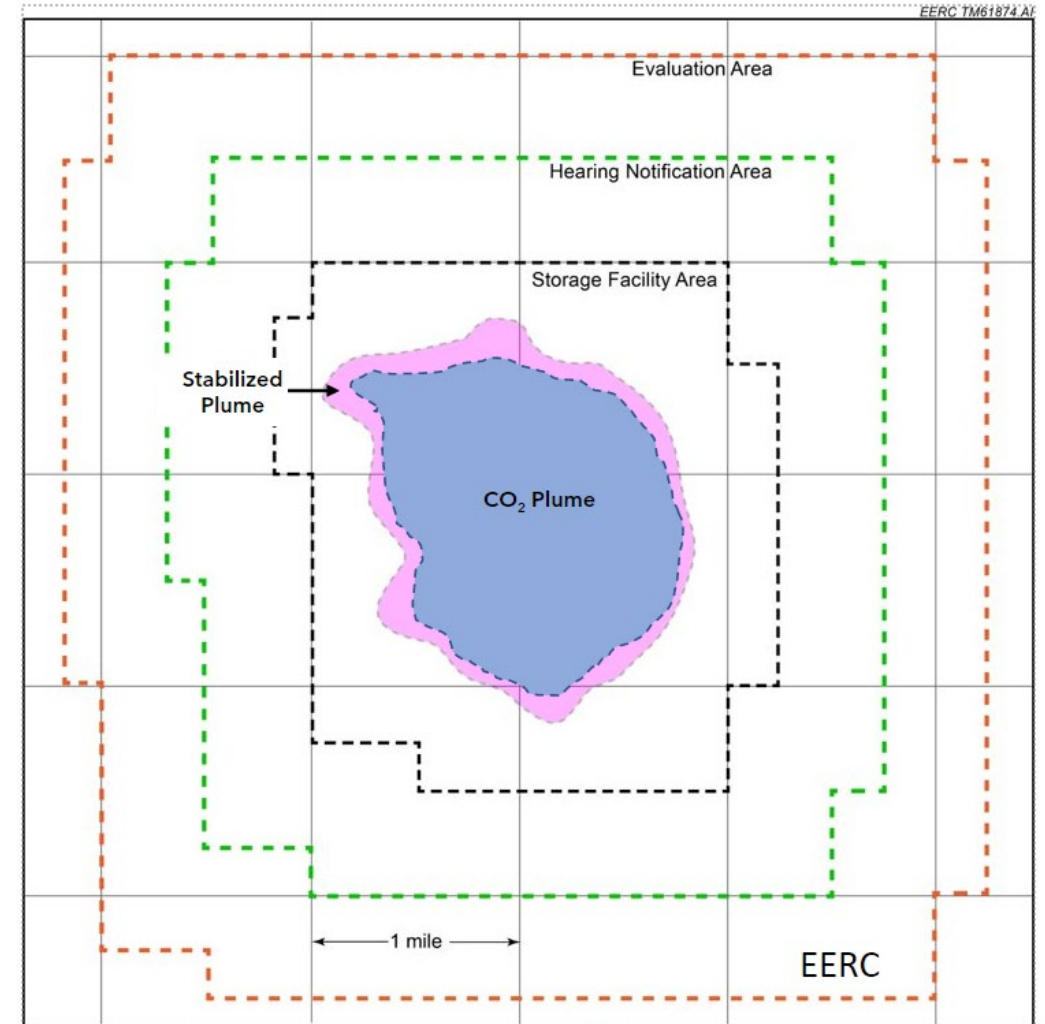 EERC TM61874.AI
Evaluation Area
Hearing Notification Area
Storage Facility Area
Stabilized
Plume
CO₂ Plume
1 mile
EERC